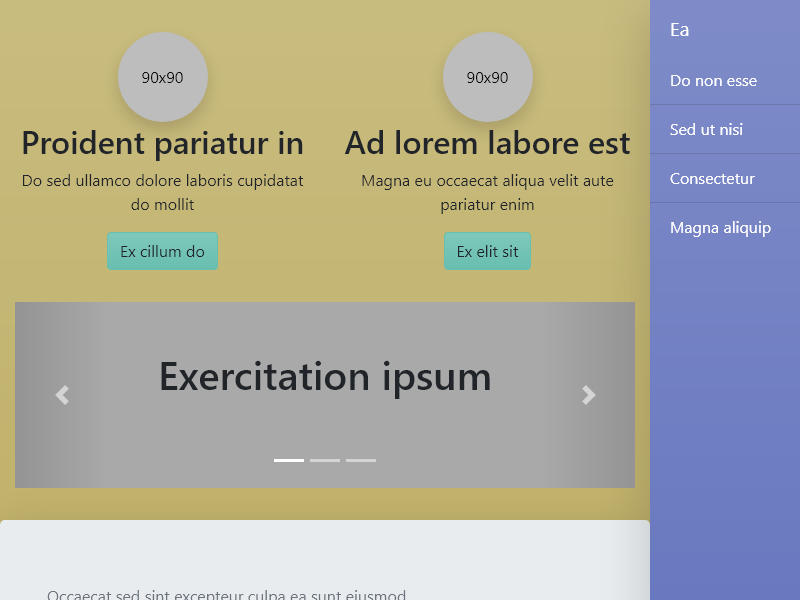 90x90
Proident pariatur in
Do sed ullamco dolore laboris cupidatat
do mollit
Ex cillum do
90x90
Ad lorem labore est
Magna eu occaecat aliqua velit aute
pariatur enim
Ex elit sit
Exercitation ipsum
Occaecat sed sint excepteur culpa ea sunt eiusmod
Ea
Do non esse
Sed ut nisi
Consectetur
Magna aliquip